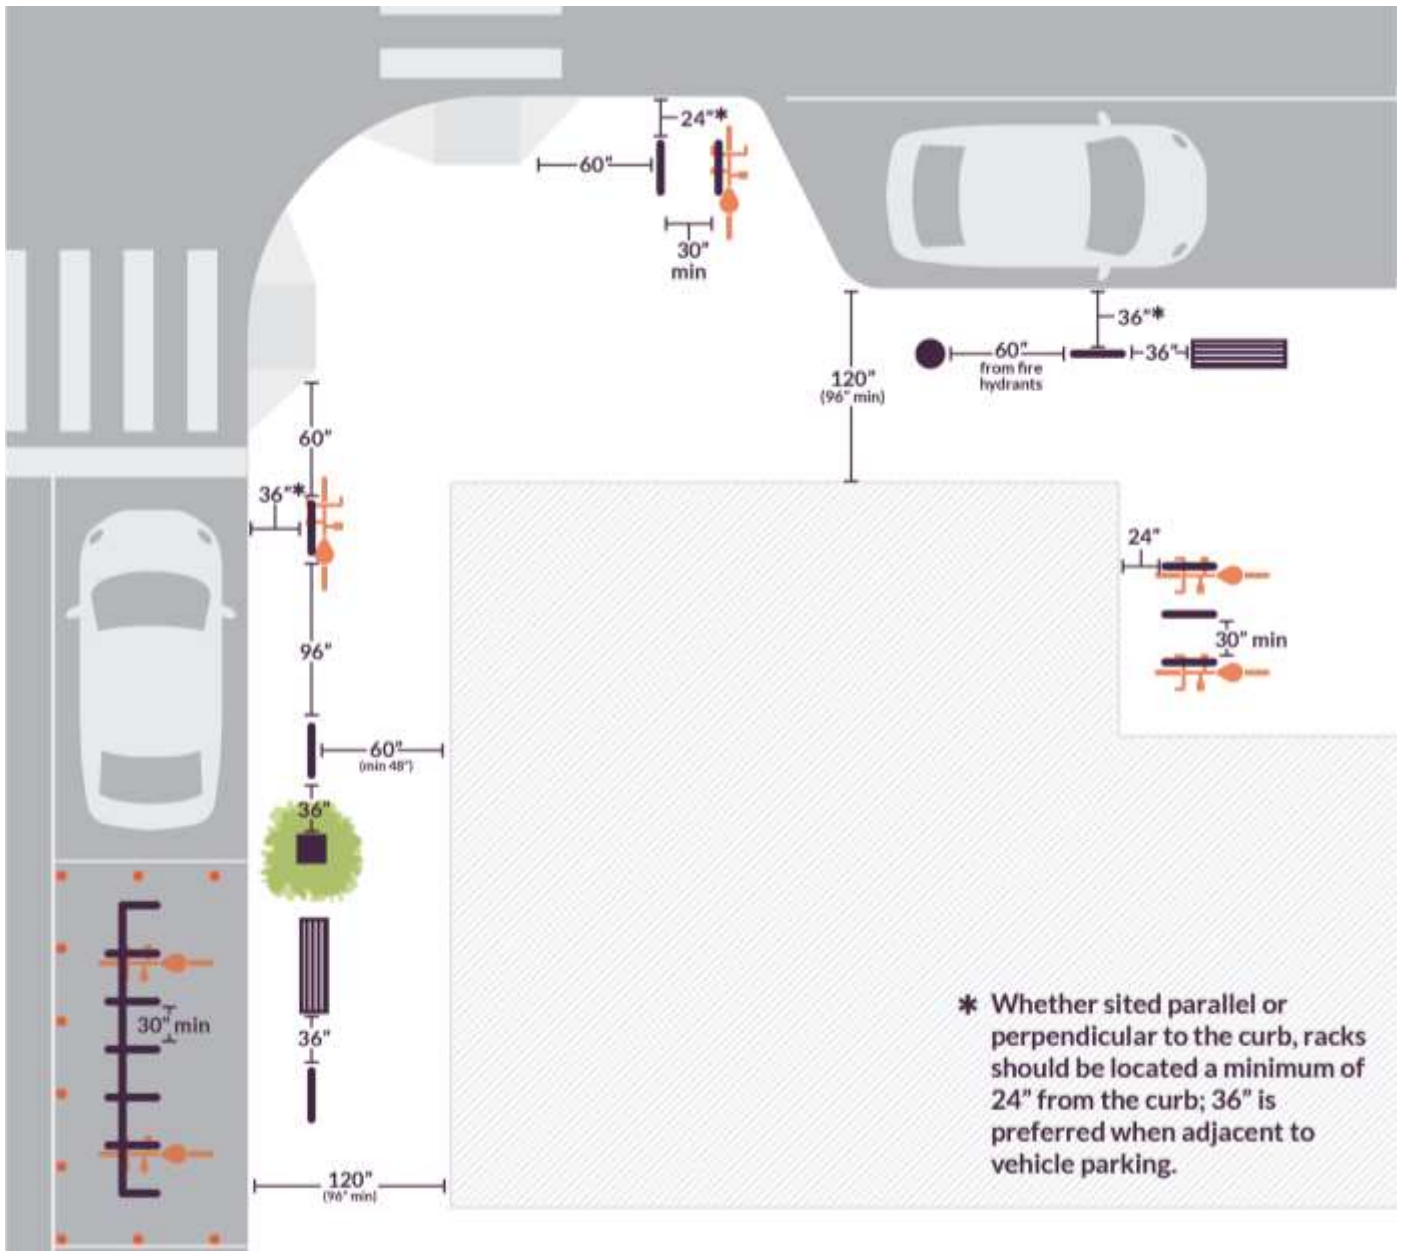 24”*
60”
30”
min
36”*
60”
from fire
hydrants
36”
120”
(96” min)
60”
36”*
24”
30” min
96”
60”
(min 48”)
36”
30” min
36”
120”
(96” min)
* Whether sited parallel or
perpendicular to the curb, racks
should be located a minimum of
24” from the curb; 36” is
preferred when adjacent to
vehicle parking.